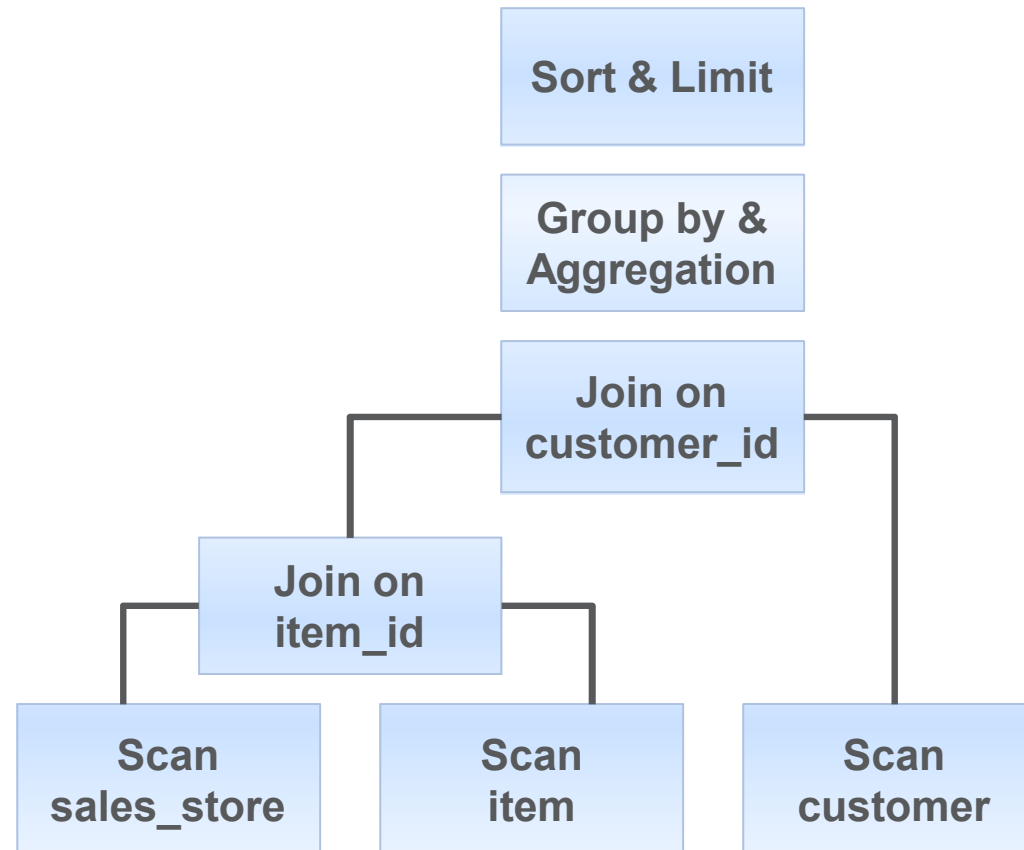 Sort & Limit
Group by &
Aggregation
Join on
customer_id
Join on
item_id
Scan
sales_store
Scan
item
Scan
customer